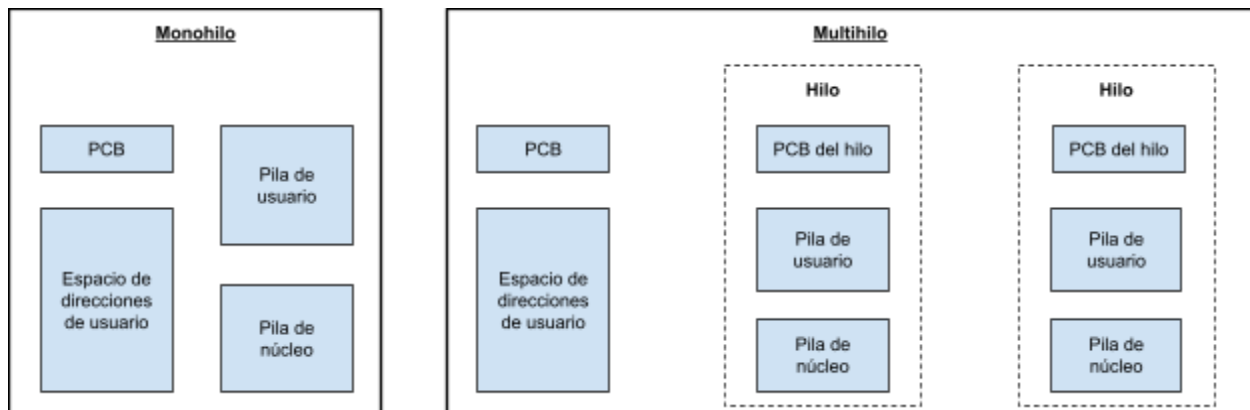 Monohilo
PCB
Pila de
usuario
Espacio de
direcciones
de usuario
Pila de
núcleo
Multihilo
PCB
Espacio de
direcciones
de usuario
Hilo
PCB del hilo
Pila de
usuario
Pila de
núcleo
Hilo
PCB del hilo
Pila de
usuario
Pila de
núcleo